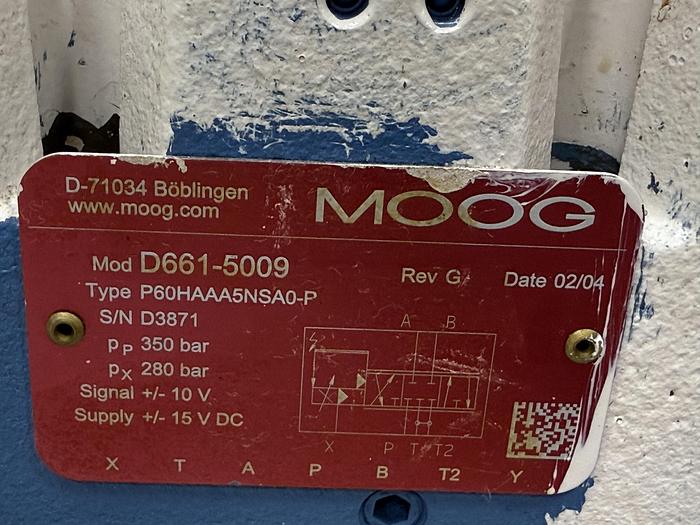 D-71034 Böblingen
www.moog.com
MOOG
Mod D661-5009 Rev G Date 02/04
Type P60HAAA5NSA0-P
S/N D3871
pP 350 bar
pX 280 bar
Signal +/- 10 V
Supply +/- 15 V DC
A B
X P T T2
X T A P B T2 Y